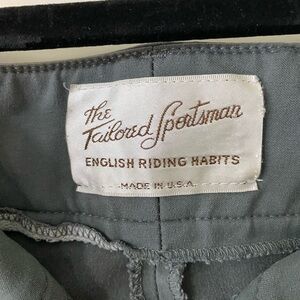 The
Tailored Sportsman
ENGLISH RIDING HABITS
MADE IN U.S.A.